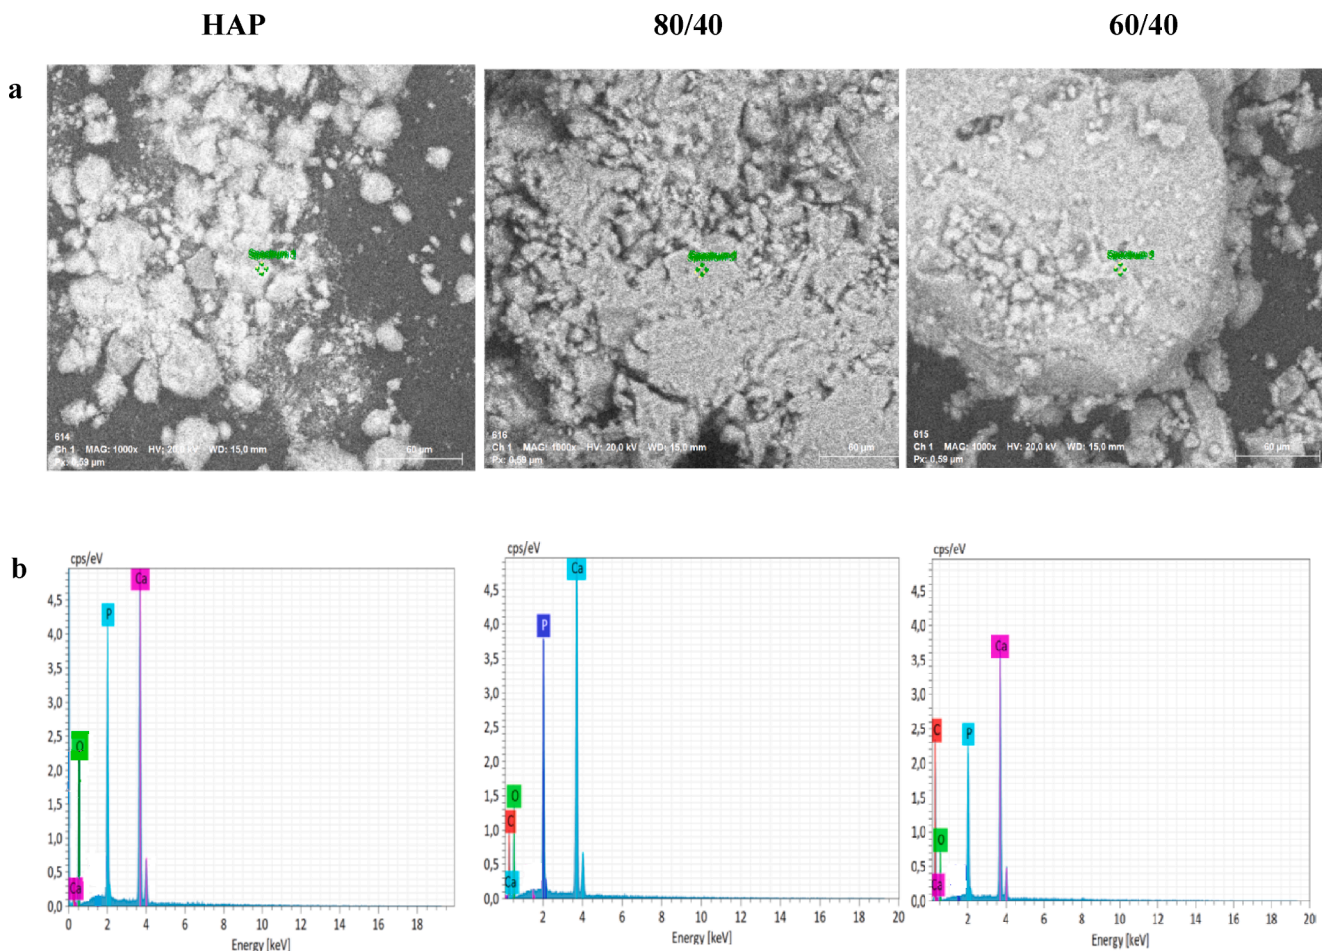 HAP 80/40 60/40
a
Spectrum 1
614
Ch 1 MAG: 1000x HV: 20,0 kV WD: 15,0 mm
Px: 0,59 µm
60 µm
616
Ch 1 MAG: 1000x HV: 20,0 kV WD: 15,0 mm
Px: 0,59 µm
60 µm
Spectrum 2
615
Ch 1 MAG: 1000x HV: 20,0 kV WD: 15,0 mm
Px: 0,59 µm
60 µm
b
cps/eV
Ca
4,5
P
4,0
3,5
3,0
2,5
O
2,0
1,5
1,0
0,5
Ca
0,0
0 2 4 6 8 10 12 14 16 18
Energy [keV]
cps/eV
Ca
4,5
P
4,0
3,5
3,0
2,5
2,0
1,5
O
C
1,0
0,5
Ca
0,0
2 4 6 8 10 12 14 16 18 20
Energy [keV]
cps/eV
4,5
4,0
Ca
3,5
3,0
C
P
2,5
2,0
1,5
1,0
O
0,5
Ca
0,0
2 4 6 8 10 12 14 16 18 20
Energy [keV]